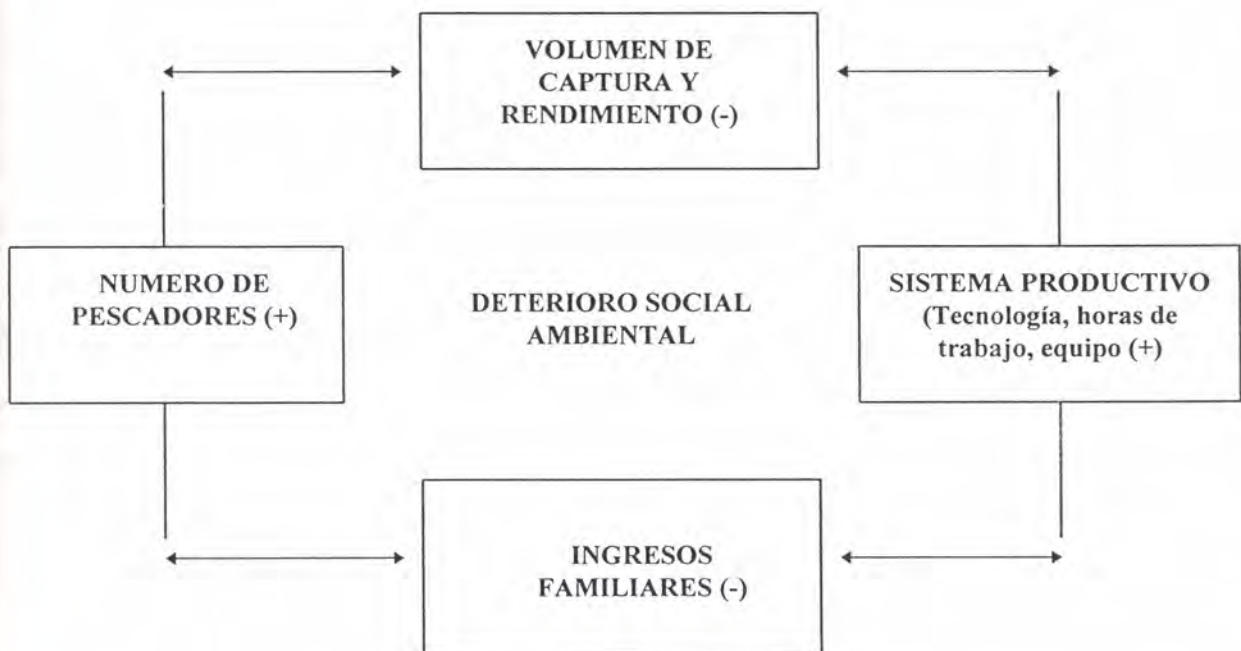 VOLUMEN DE
CAPTURA Y
RENDIMIENTO (-)
NUMERO DE
PESCADORES (+)
DETERIORO SOCIAL
AMBIENTAL
SISTEMA PRODUCTIVO
(Tecnología, horas de
trabajo, equipo (+)
INGRESOS
FAMILIARES (-)